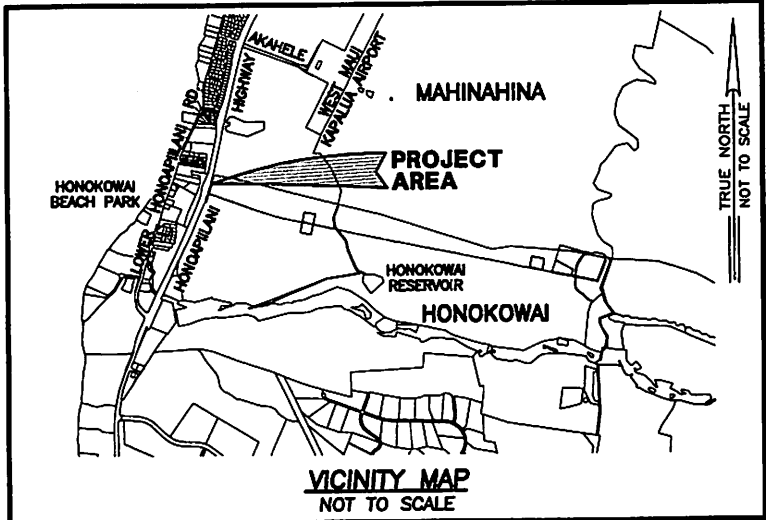 AKAHELE
WEST MAUI
KAPALUA AIRPORT
MAHINAHINA
HIGHWAY
HONOAPIILANI RD
LOWER
HONOAPIILANI
PROJECT
AREA
HONOKOWAI
BEACH PARK
HONOKOWAI
RESERVOIR
HONOKOWAI
TRUE NORTH
NOT TO SCALE
VICINITY MAP
NOT TO SCALE